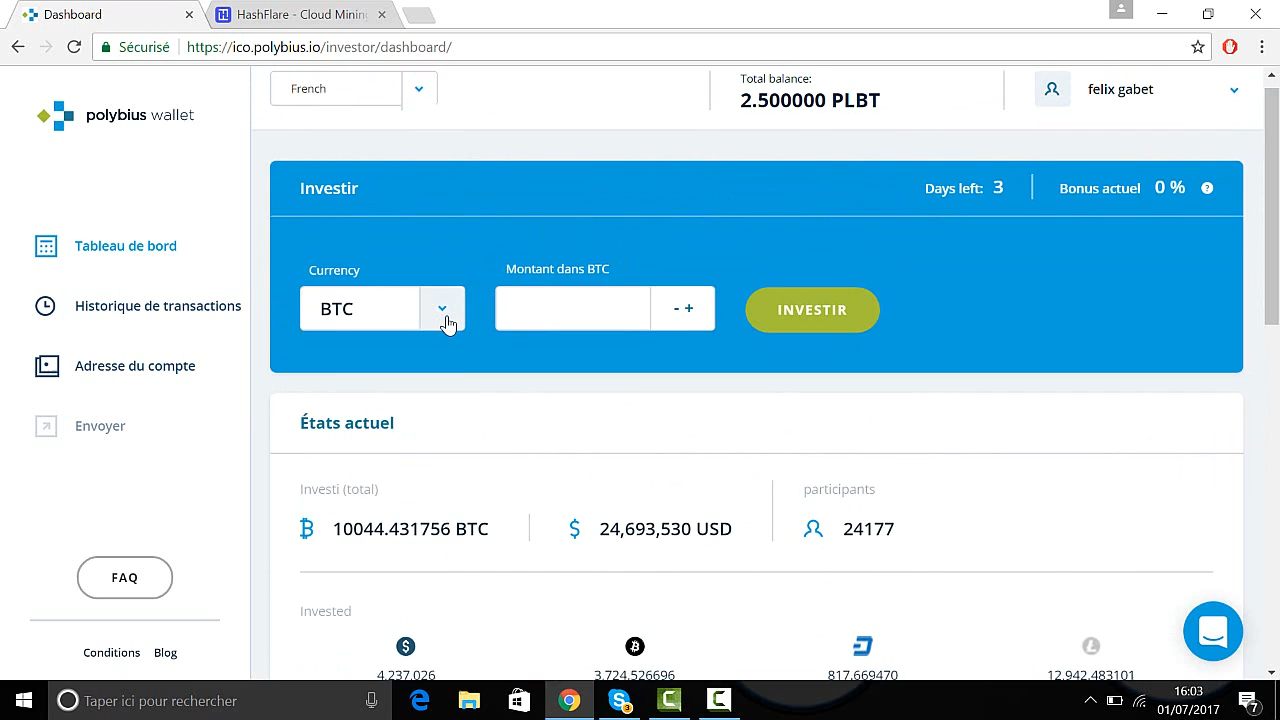 Dashboard
HashFlare - Cloud Mining
Sécurisé
https://ico.polybius.io/investor/dashboard/
French
Total balance:
2.500000 PLBT
felix gabet
polybius wallet
Investir
Days left: 3
Bonus actuel 0 % ?
Tableau de bord
Historique de transactions
Adresse du compte
Envoyer
Currency
Montant dans BTC
BTC
- +
INVESTIR
États actuel
Investi (total)
participants
10044.431756 BTC
$ 24,693,530 USD
24177
FAQ
Invested
4,237,026
3,724.526696
817.669470
12,942.483101
Conditions Blog
Taper ici pour rechercher
3
16:03
01/07/2017
7